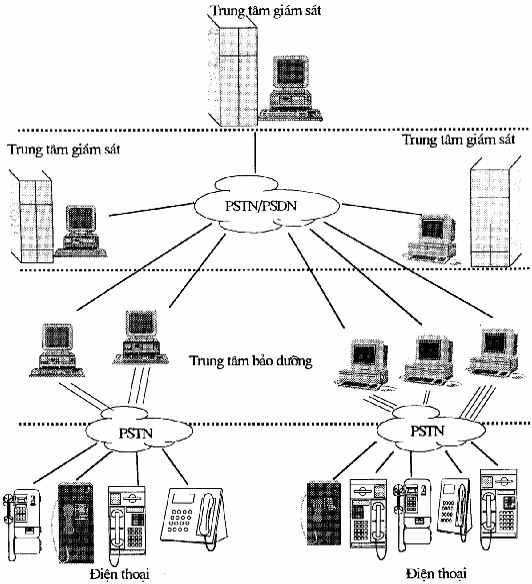 Trung tâm giám sát
Trung tâm giám sát
Trung tâm giám sát
PSTN/PSDN
Trung tâm bảo dưỡng
PSTN
PSTN
Điện thoại
Điện thoại